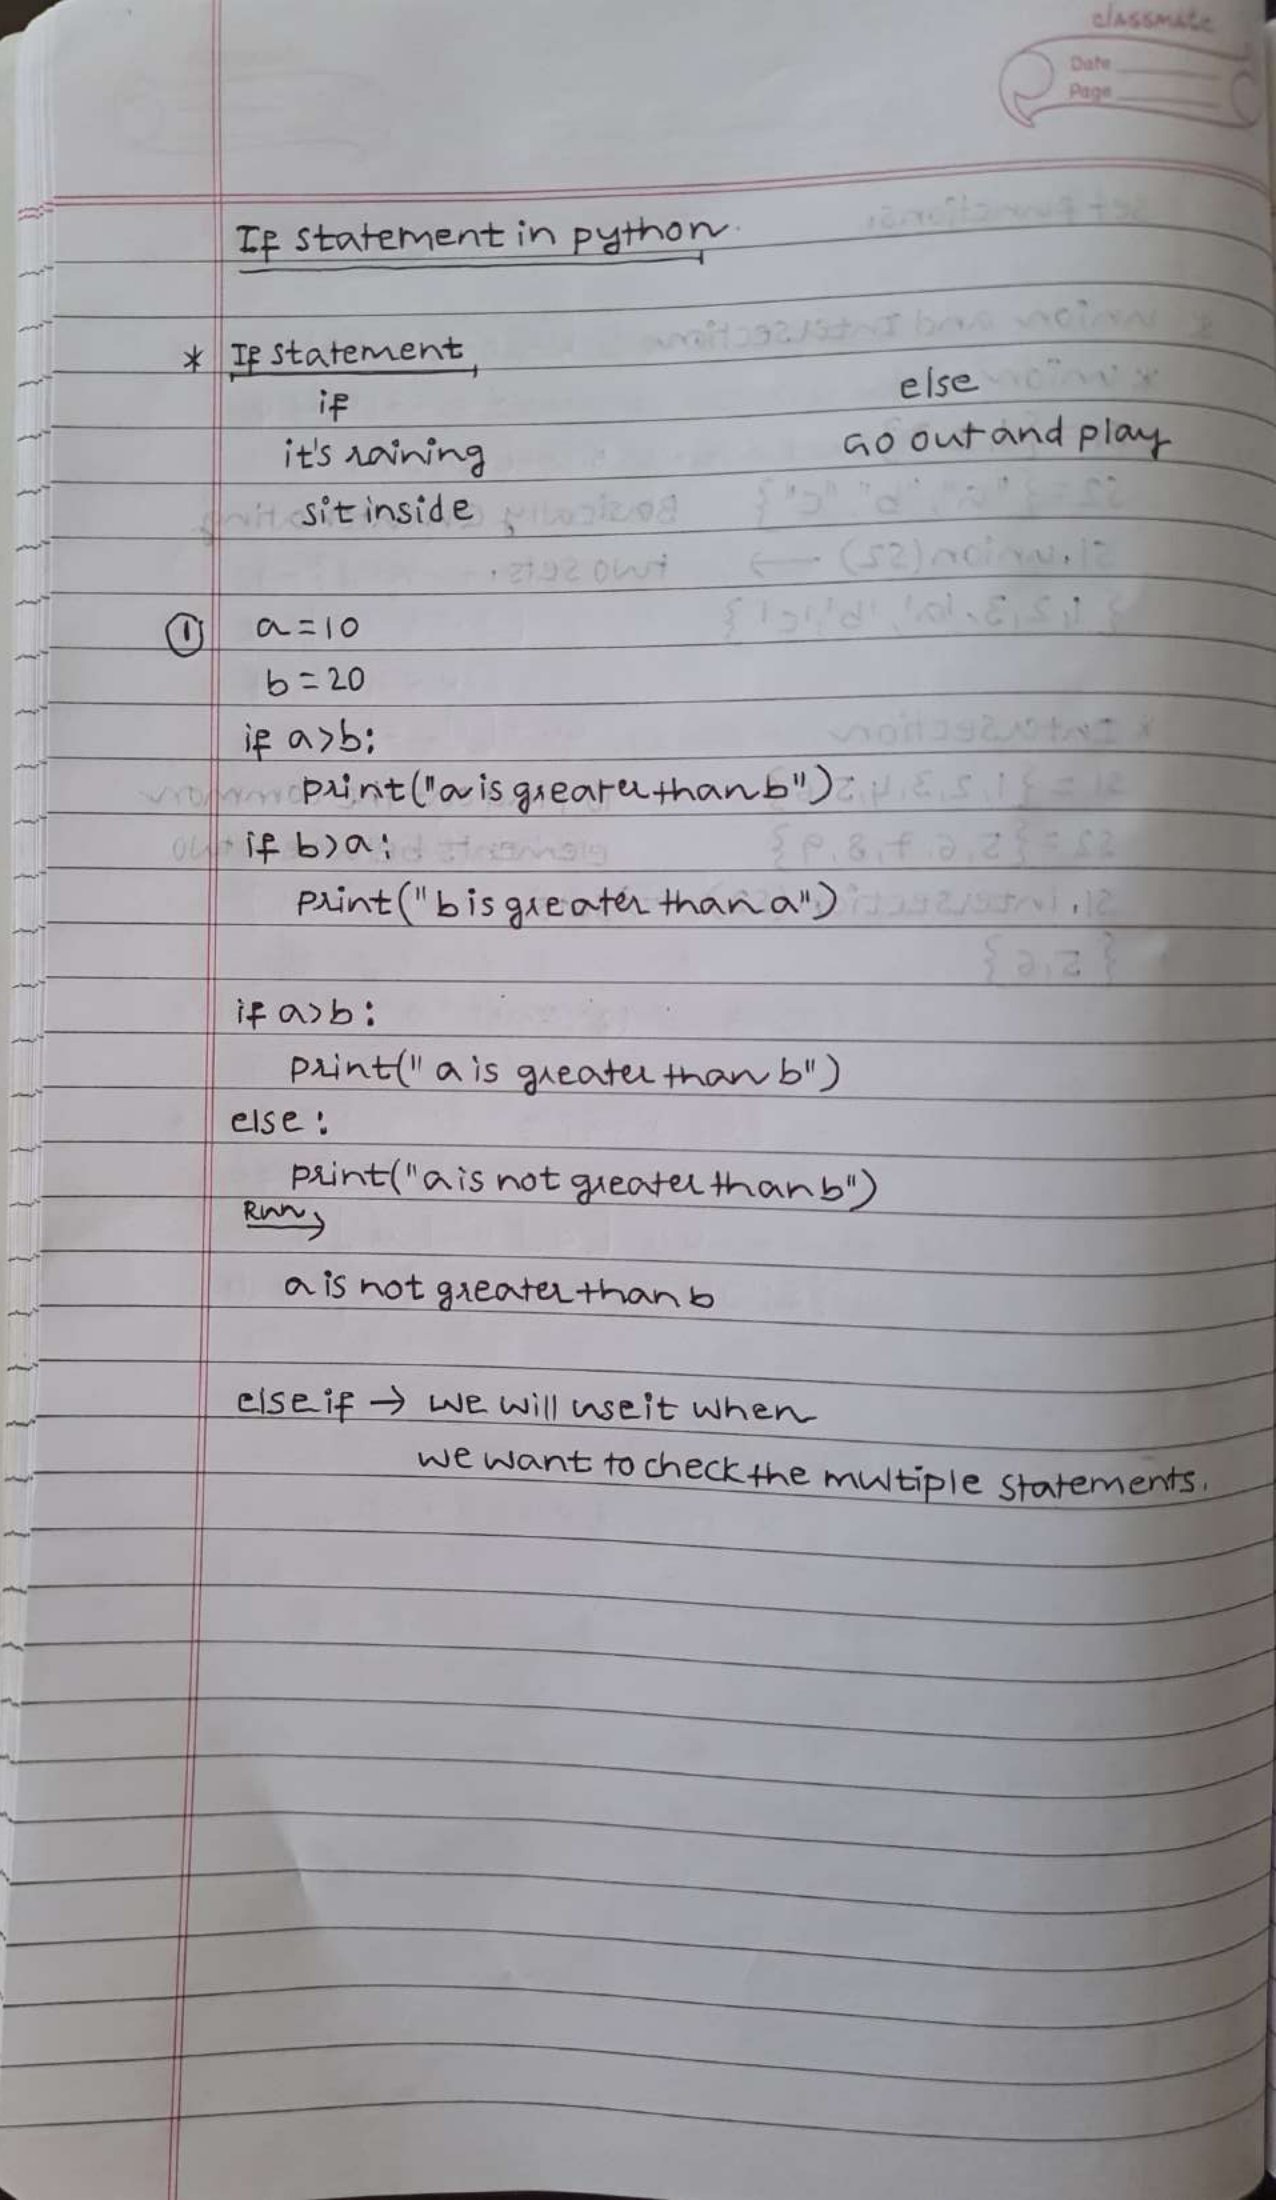 classmate
Date
Page
If statement in python
* If statement
if
it's raining
sit inside
else
Go out and play
① a=10
b=20
if a>b:
print("a is greater than b")
if b>a:
print("b is greater than a")
if a>b:
print("a is greater than b")
else:
print("a is not greater than b")
Run
a is not greater than b
else if → we will use it when
we want to check the multiple statements.